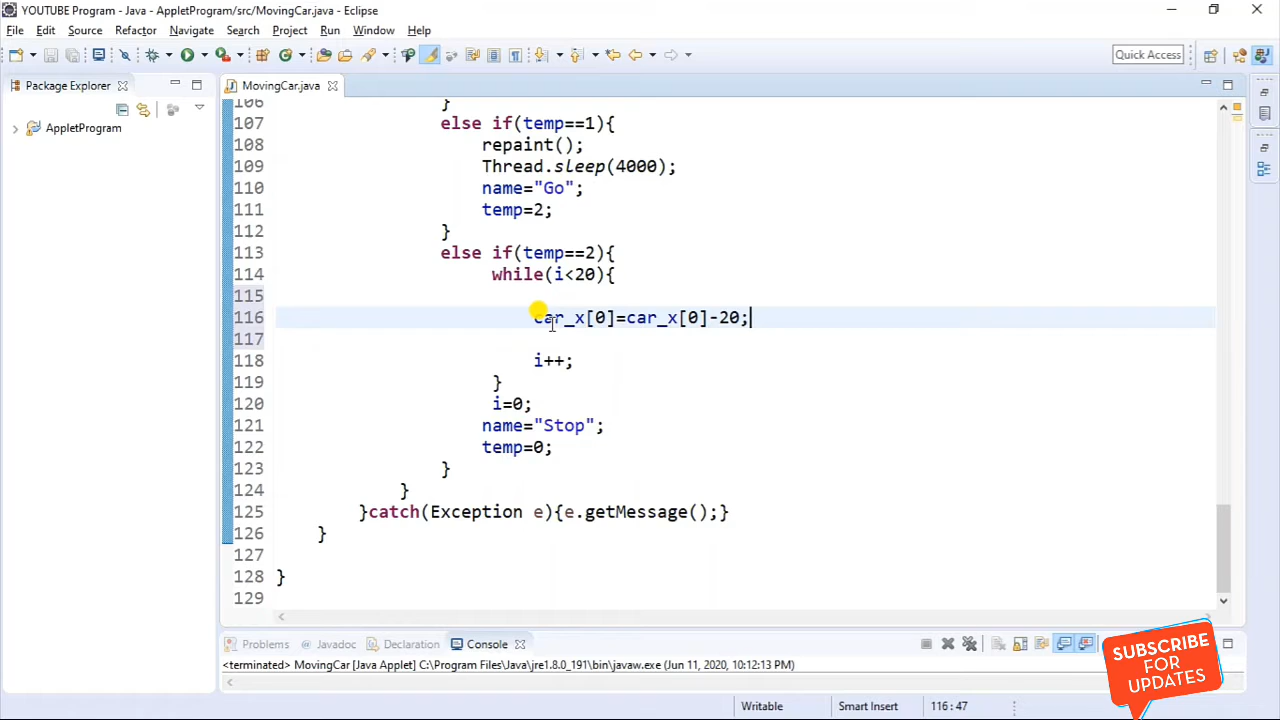 YOUTUBE Program - Java - AppletProgram/src/MovingCar.java - Eclipse
File Edit Source Refactor Navigate Search Project Run Window Help
Quick Access
Package Explorer
MovingCar.java
AppletProgram
106 }
107 else if(temp==1){
108 repaint();
109 Thread.sleep(4000);
110 name="Go";
111 temp=2;
112 }
113 else if(temp==2){
114 while(i<20){
115
116 car_x[0]=car_x[0]-20;
117
118 i++;
119 }
120 i=0;
121 name="Stop";
122 temp=0;
123 }
124 }
125 }catch(Exception e){e.getMessage();}
126 }
127
128 }
129
Problems Javadoc Declaration Console
<terminated> MovingCar [Java Applet] C:\Program Files\Java\jre1.8.0_191\bin\javaw.exe (Jun 11, 2020, 10:12:13 PM)
Writable Smart Insert 116 : 47
SUBSCRIBE
FOR
UPDATES